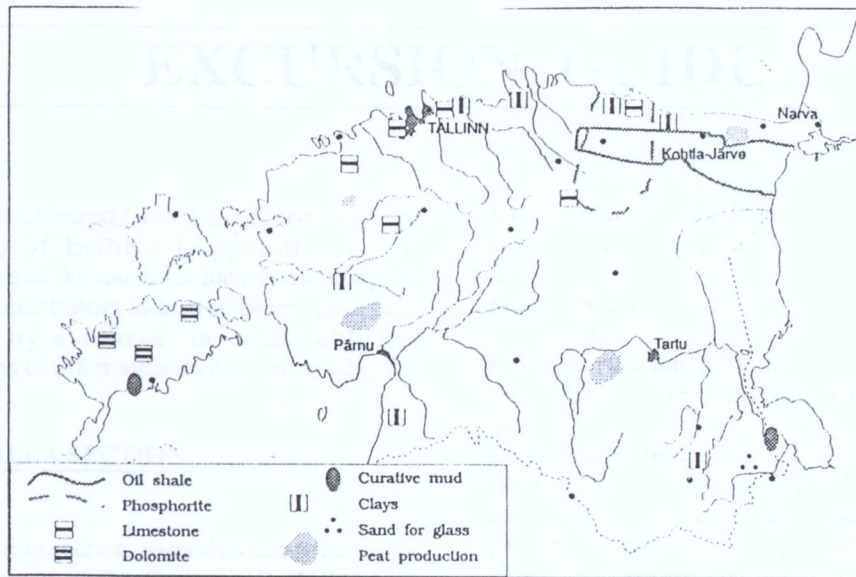 EXCURSION GUIDE
Narva
TALLINN
Kohtla-Järve
Pärnu
Tartu
Oil shale
Phosphorite
Limestone
Dolomite
Curative mud
Clays
Sand for glass
Peat production